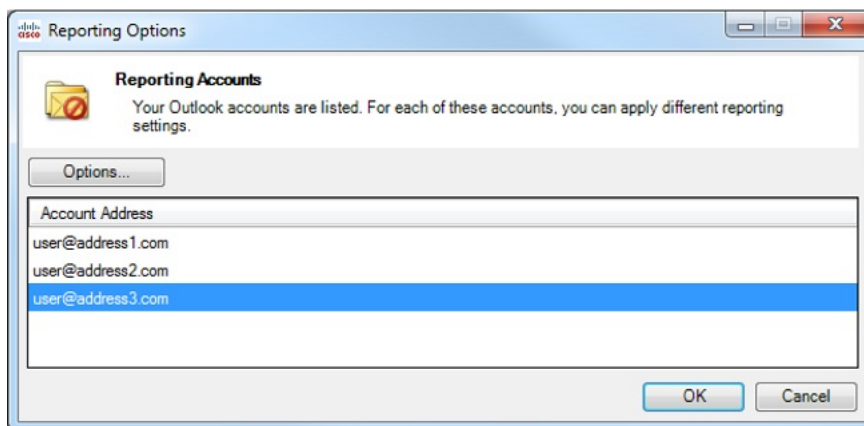 cisco Reporting Options
Reporting Accounts
Your Outlook accounts are listed. For each of these accounts, you can apply different reporting
settings.
Options...
Account Address
user@address1.com
user@address2.com
user@address3.com
OK Cancel